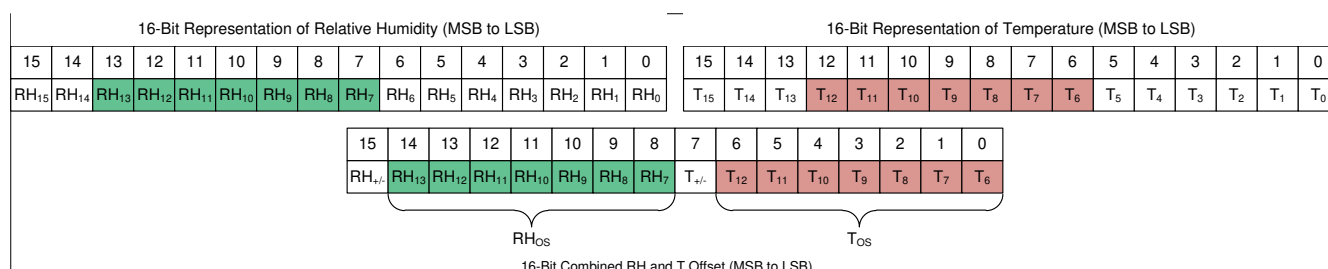 16-Bit Representation of Relative Humidity (MSB to LSB) 16-Bit Representation of Temperature (MSB to LSB)
15 14 13 12 11 10 9 8 7 6 5 4 3 2 1 0 15 14 13 12 11 10 9 8 7 6 5 4 3 2 1 0
RH15 RH14 RH13 RH12 RH11 RH10 RH9 RH8 RH7 RH6 RH5 RH4 RH3 RH2 RH1 RH0 T15 T14 T13 T12 T11 T10 T9 T8 T7 T6 T5 T4 T3 T2 T1 T0
15 14 13 12 11 10 9 8 7 6 5 4 3 2 1 0
RH+/- RH13 RH12 RH11 RH10 RH9 RH8 RH7 T+/- T12 T11 T10 T9 T8 T7 T6
RHOS TOS
16-Bit Combined RH and T Offset (MSB to LSB)